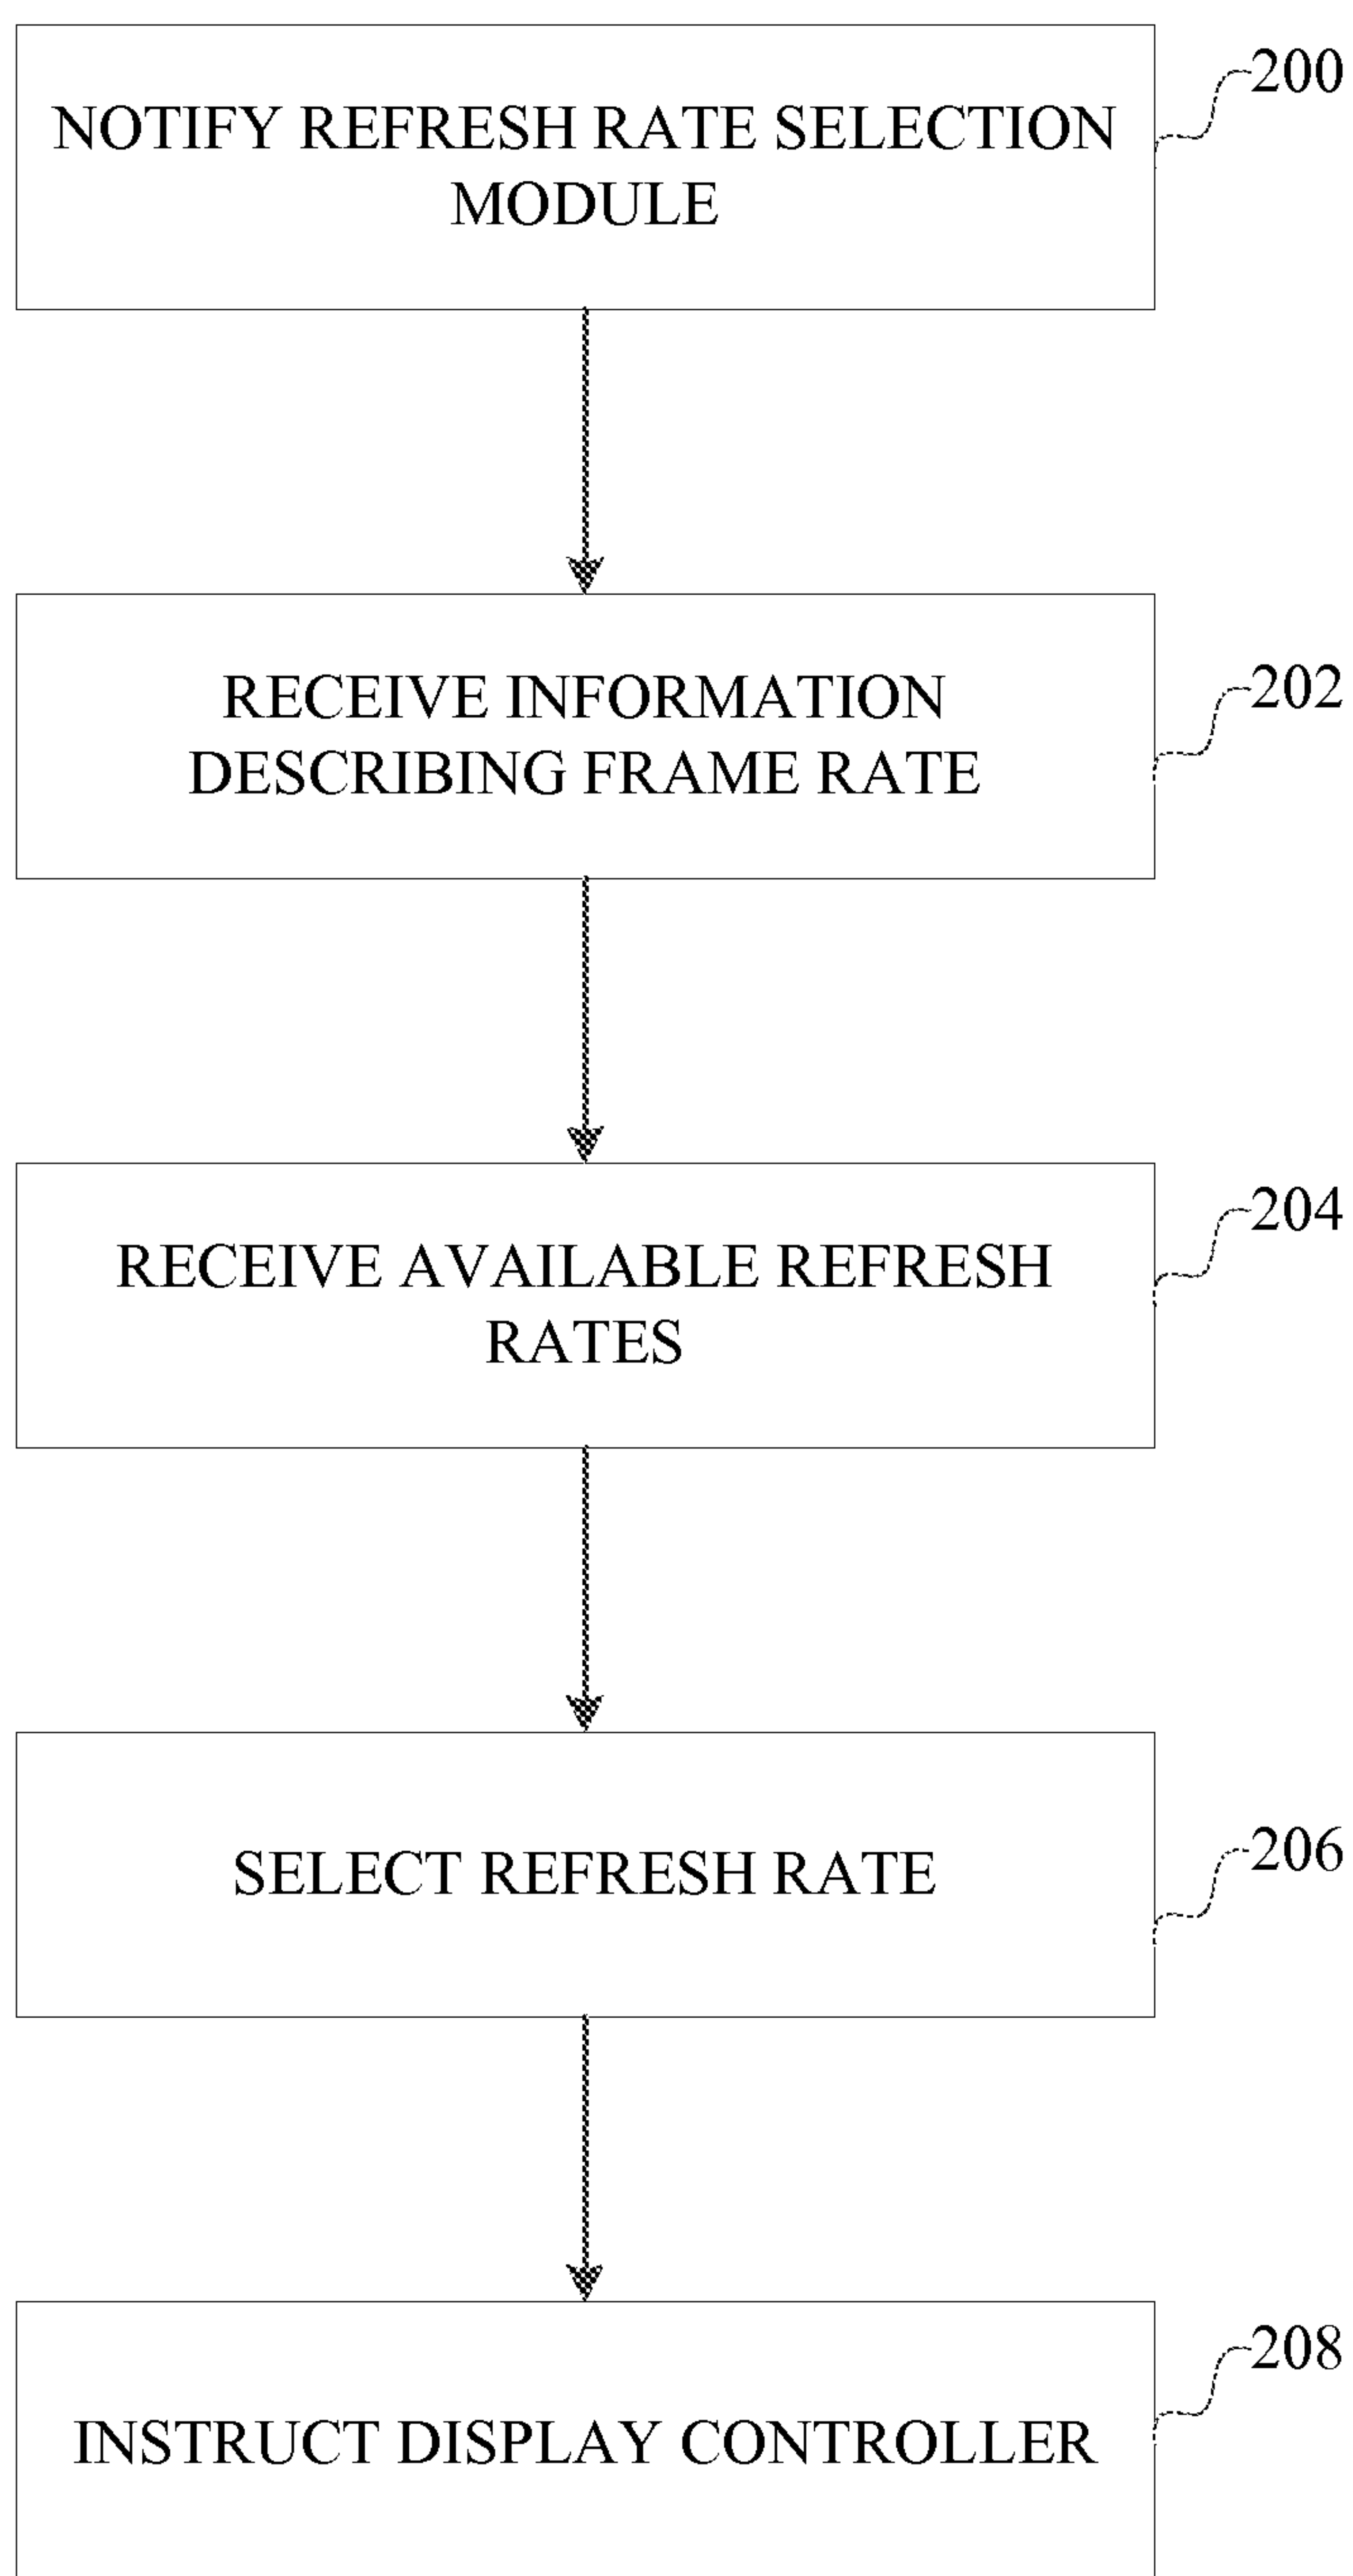 NOTIFY REFRESH RATE SELECTION
MODULE
200
RECEIVE INFORMATION
DESCRIBING FRAME RATE
202
RECEIVE AVAILABLE REFRESH
RATES
204
SELECT REFRESH RATE
206
INSTRUCT DISPLAY CONTROLLER
208